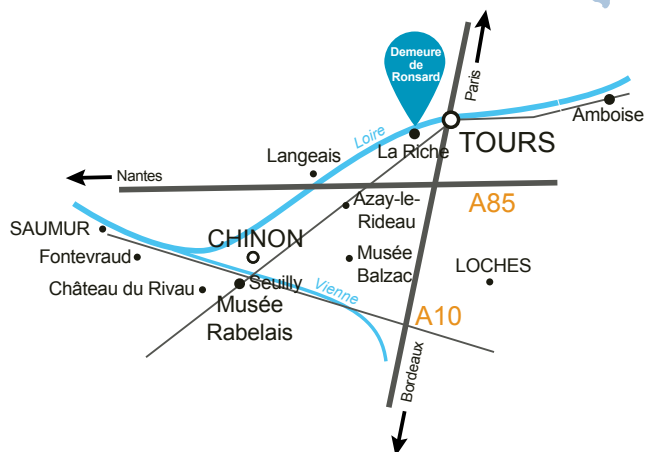 Demeure
de
Ronsard
Paris
Amboise
TOURS
Loire
La Riche
Langeais
Nantes
A85
Azay-le-
Rideau
SAUMUR
CHINON
Fontevraud
Musée
Balzac
LOCHES
Château du Rivau
Seuilly
Vienne
Musée
Rabelais
A10
Bordeaux